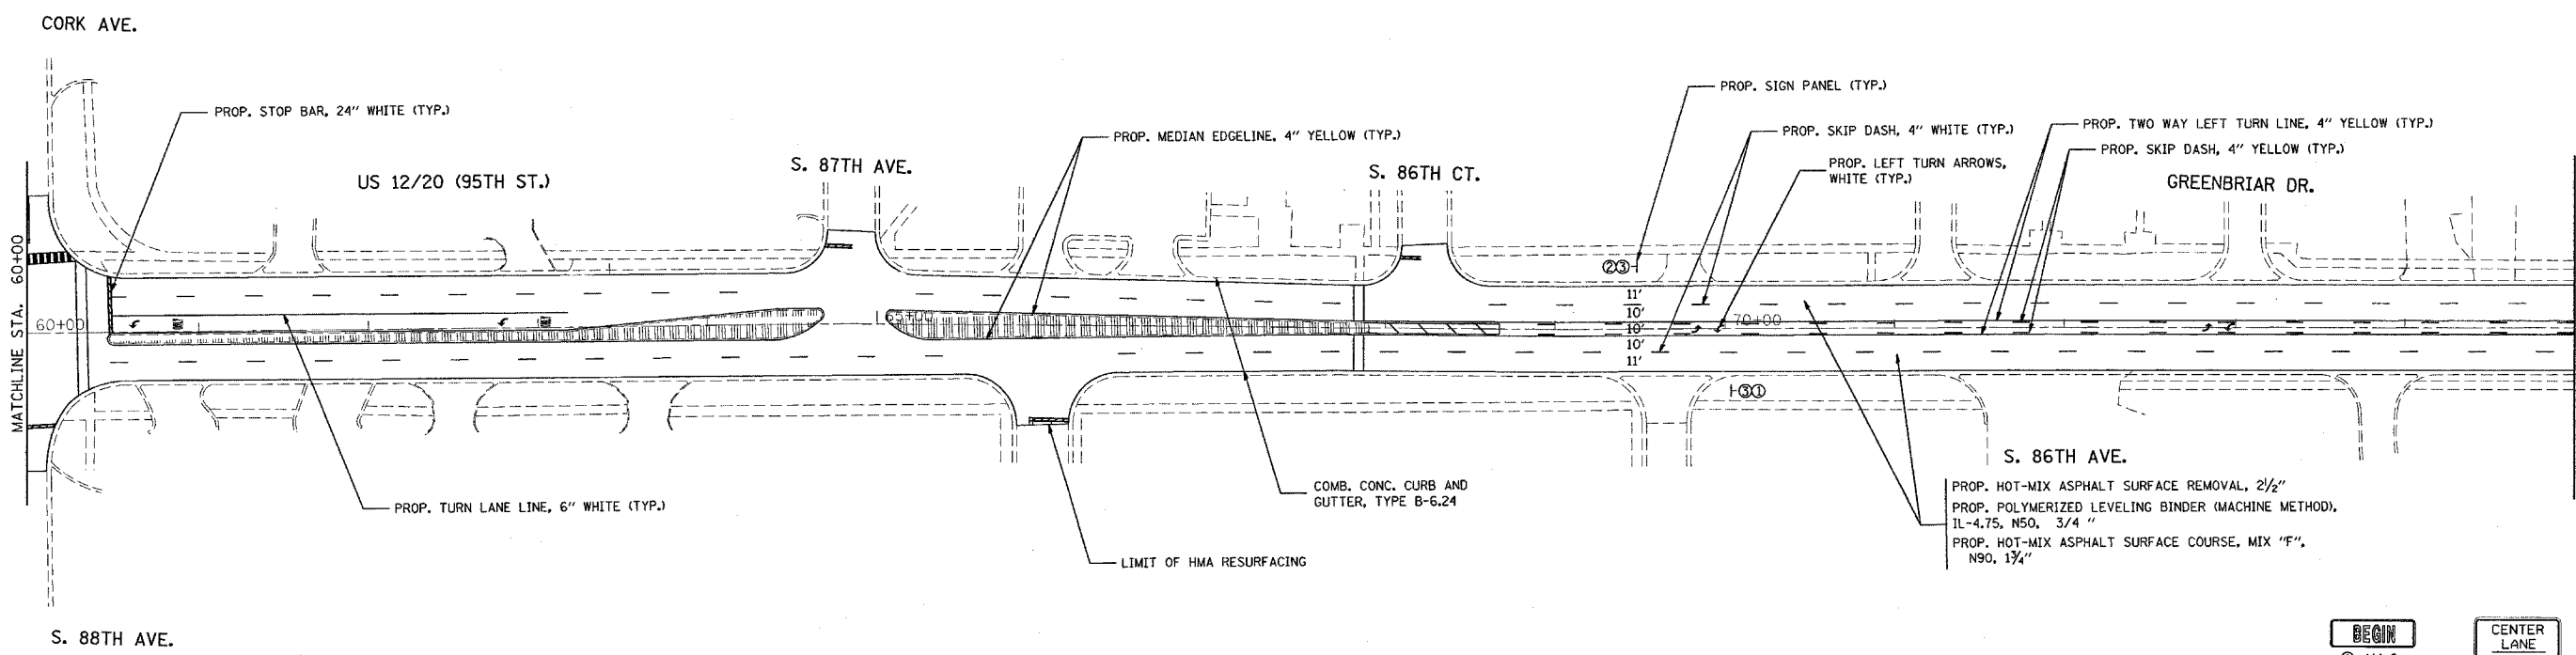 CORK AVE.
PROP. STOP BAR, 24" WHITE (TYP.)
US 12/20 (95TH ST.)
S. 87TH AVE.
PROP. MEDIAN EDGELINE, 4" YELLOW (TYP.)
S. 86TH CT.
PROP. SIGN PANEL (TYP.)
PROP. SKIP DASH, 4" WHITE (TYP.)
PROP. LEFT TURN ARROWS,
WHITE (TYP.)
PROP. TWO WAY LEFT TURN LINE, 4" YELLOW (TYP.)
PROP. SKIP DASH, 4" YELLOW (TYP.)
GREENBRIAR DR.
MATCHLINE STA. 60+00
60+00
65+00
70+00
②③
11'
10'
10'
10'
11'
③①
PROP. TURN LANE LINE, 6" WHITE (TYP.)
COMB. CONC. CURB AND
GUTTER, TYPE B-6.24
LIMIT OF HMA RESURFACING
S. 86TH AVE.
PROP. HOT-MIX ASPHALT SURFACE REMOVAL, 2½"
PROP. POLYMERIZED LEVELING BINDER (MACHINE METHOD),
IL-4.75, N50, 3/4 "
PROP. HOT-MIX ASPHALT SURFACE COURSE, MIX "F",
N90, 1¾"
S. 88TH AVE.
BEGIN
CENTER
LANE